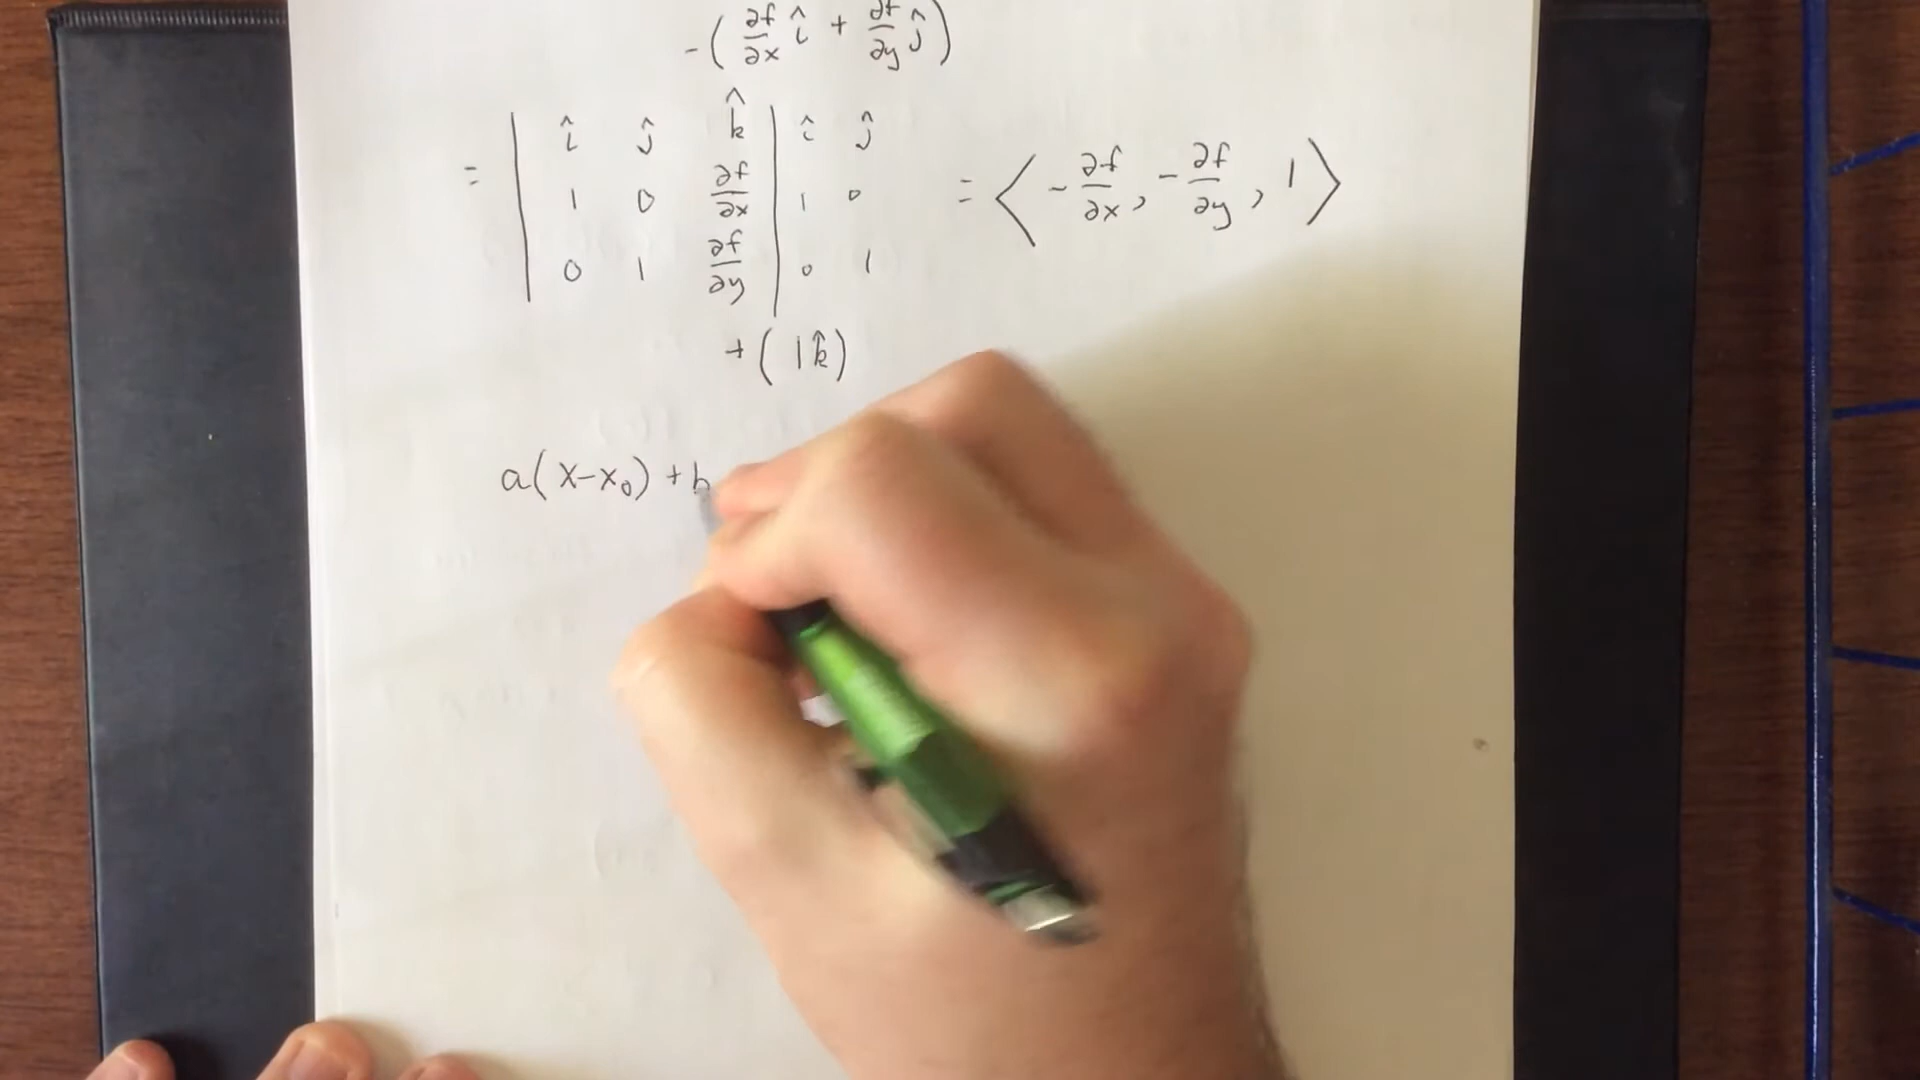 -(∂f/∂x î + ∂f/∂y ĵ)
= | î ĵ k̂ | î ĵ
1 0 ∂f/∂x | 1 0
0 1 ∂f/∂y | 0 1
= ⟨-∂f/∂x, -∂f/∂y, 1⟩
+(1k̂)
a(x-x₀) + b